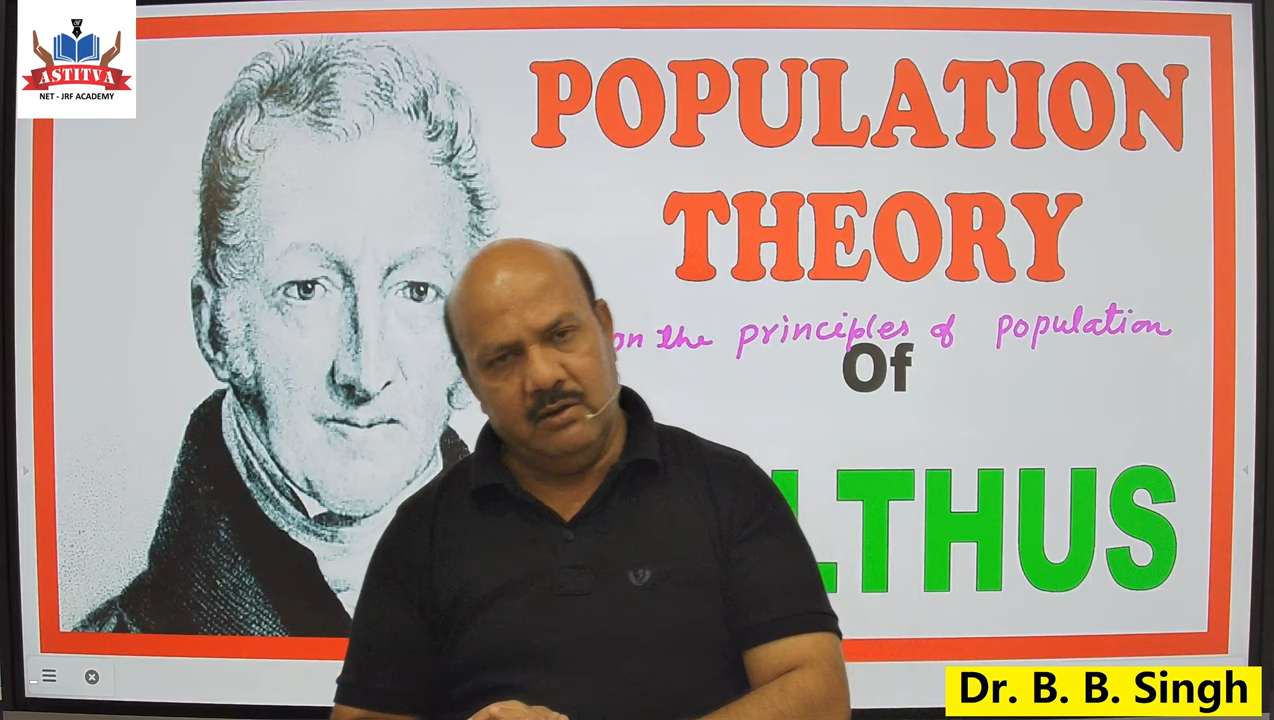 ASTITVA
NET - JRF ACADEMY
POPULATION
THEORY
on the principles of population
Of
LTHUS
Dr. B. B. Singh